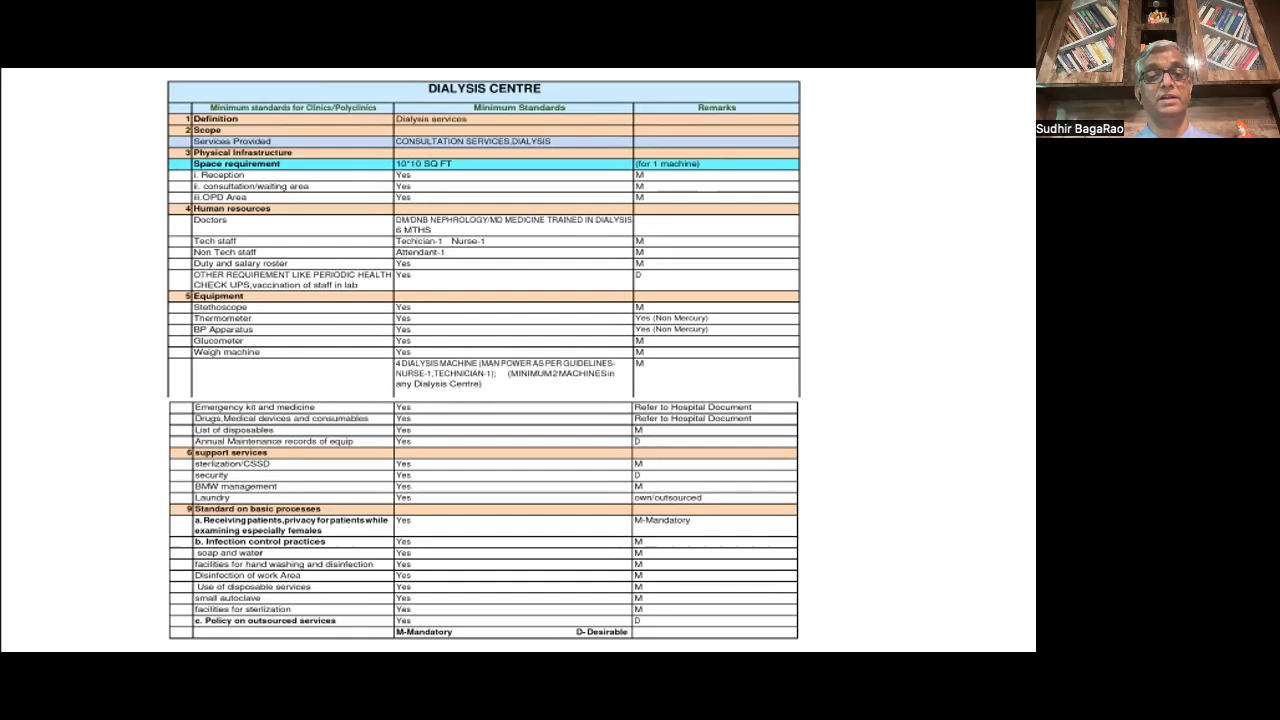 DIALYSIS CENTRE
Minimum standards for Clinics/Polyclinics Minimum Standards Remarks
1 Definition Dialysis services
2 Scope
Services Provided CONSULTATION SERVICES,DIALYSIS
3 Physical Infrastructure
Space requirement 10*10 SQ FT (for 1 machine)
i. Reception Yes M
ii. consultation/waiting area Yes M
iii.OPD Area Yes M
4 Human resources
Doctors DM/DNB NEPHROLOGY/MD MEDICINE TRAINED IN DIALYSIS
6 MTHS
Tech staff Techician-1 Nurse-1 M
Non Tech staff Attendant-1 M
Duty and salary roster Yes M
OTHER REQUIREMENT LIKE PERIODIC HEALTH Yes D
CHECK UPS,vaccination of staff in lab
5 Equipment
Stethoscope Yes M
Thermometer Yes Yes (Non Mercury)
BP Apparatus Yes Yes (Non Mercury)
Glucometer Yes M
Weigh machine Yes M
4 DIALYSIS MACHINE (MAN POWER AS PER GUIDELINES- M
NURSE-1,TECHNICIAN-1); (MINIMUM 2 MACHINES in
any Dialysis Centre)
Emergency kit and medicine Yes Refer to Hospital Document
Drugs,Medical devices and consumables Yes Refer to Hospital Document
List of disposables Yes M
Annual Maintenance records of equip Yes D
6 support services
sterlization/CSSD Yes M
security Yes D
BMW management Yes M
Laundry Yes own/outsourced
9 Standard on basic processes
a. Receiving patients,privacy for patients while Yes M-Mandatory
examining especially females
b. Infection control practices Yes M
soap and water Yes M
facilities for hand washing and disinfection Yes M
Disinfection of work Area Yes M
Use of disposable services Yes M
small autoclave Yes M
facilities for sterlization Yes M
c. Policy on outsourced services Yes D
M-Mandatory D- Desirable
Sudhir BagaRao